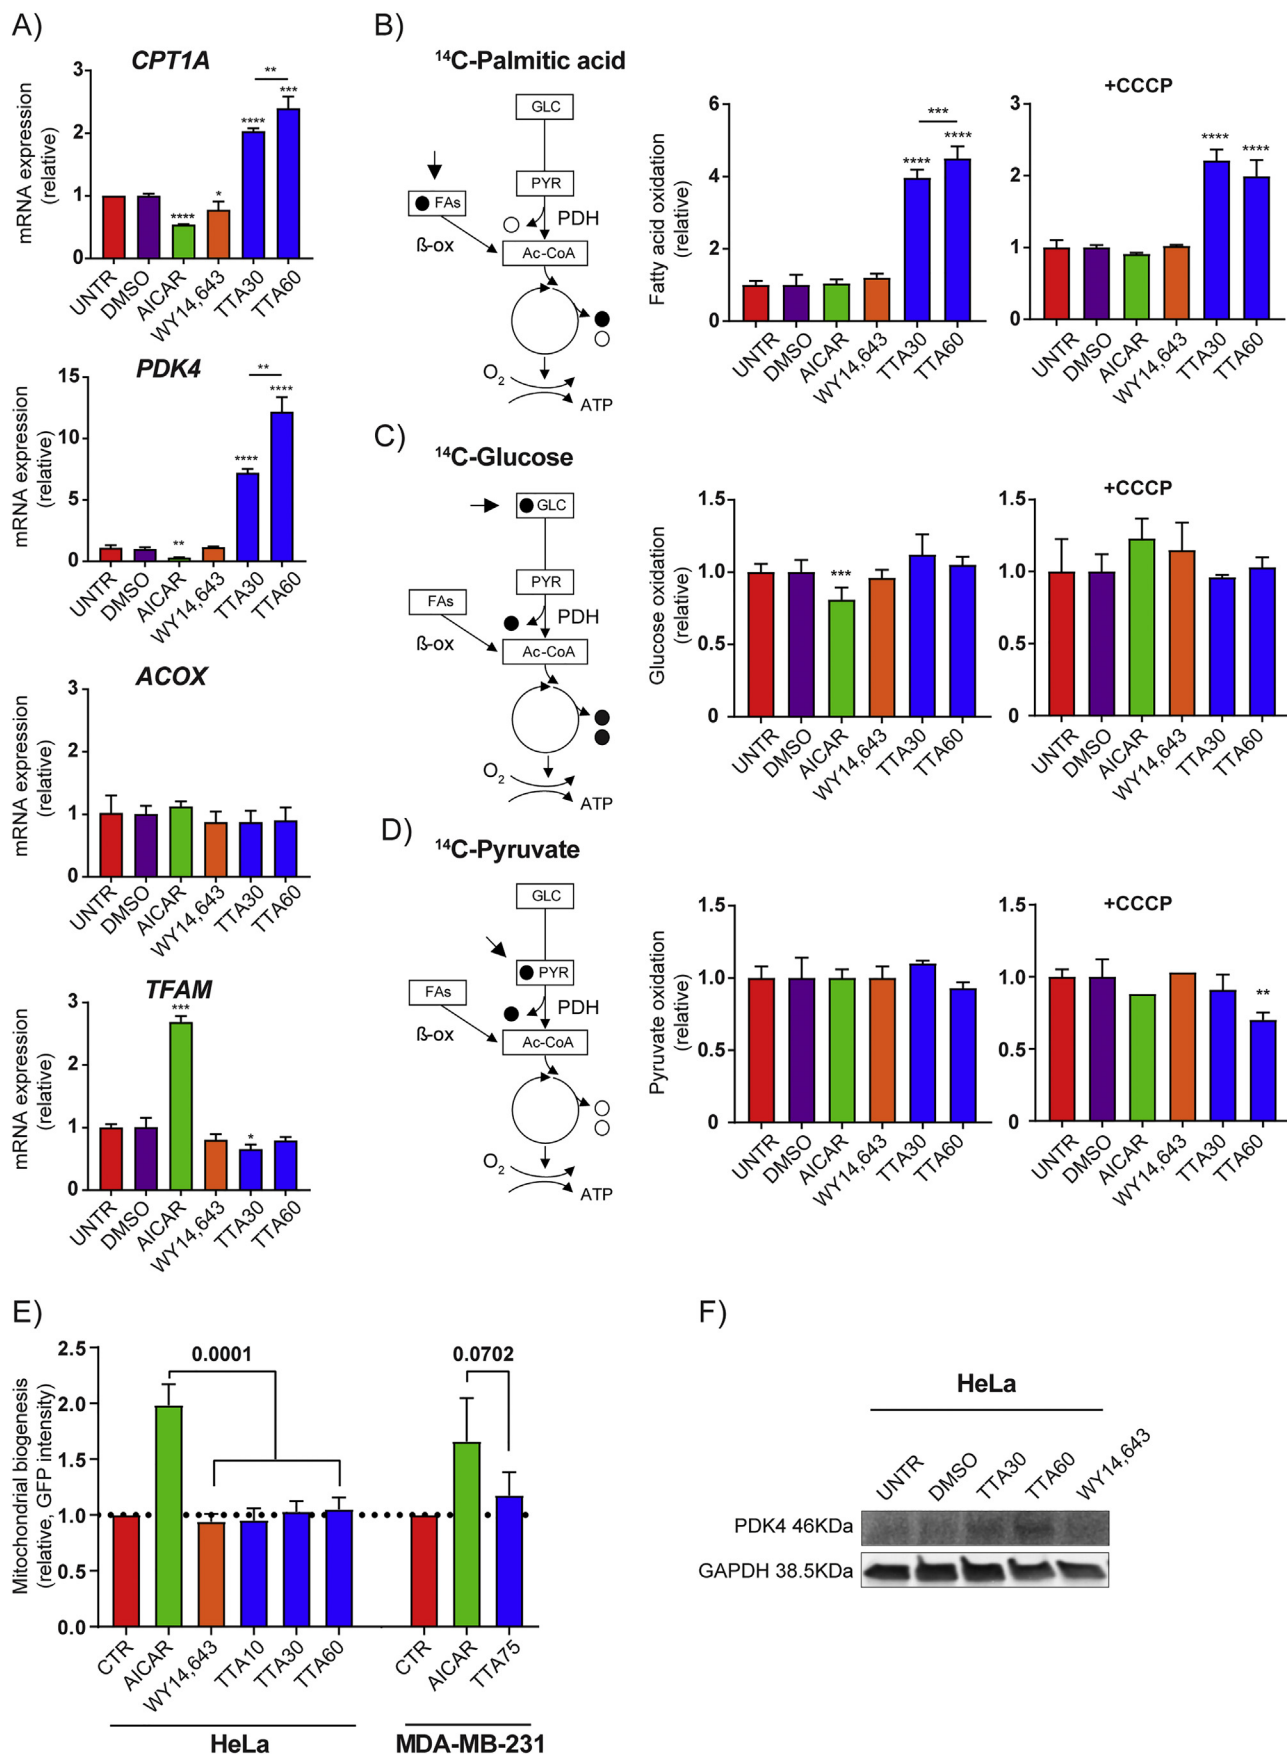 A)
CPT1A
mRNA expression
(relative)
3
2
1
0
**
***
****
****
*
UNTR
DMSO
AICAR
WY14,643
TTA30
TTA60
PDK4
mRNA expression
(relative)
15
10
5
0
**
****
****
**
UNTR
DMSO
AICAR
WY14,643
TTA30
TTA60
ACOX
mRNA expression
(relative)
3
2
1
0
UNTR
DMSO
AICAR
WY14,643
TTA30
TTA60
TFAM
mRNA expression
(relative)
3
2
1
0
***
*
UNTR
DMSO
AICAR
WY14,643
TTA30
TTA60
B)
14C-Palmitic acid
GLC
PYR
FAs
PDH
ß-ox
Ac-CoA
O2
ATP
Fatty acid oxidation
(relative)
6
4
2
0
***
****
****
UNTR
DMSO
AICAR
WY14,643
TTA30
TTA60
+CCCP
3
2
1
0
****
****
UNTR
DMSO
AICAR
WY14,643
TTA30
TTA60
C)
14C-Glucose
GLC
PYR
FAs
PDH
ß-ox
Ac-CoA
O2
ATP
Glucose oxidation
(relative)
1.5
1.0
0.5
0
***
UNTR
DMSO
AICAR
WY14,643
TTA30
TTA60
+CCCP
1.5
1.0
0.5
0
UNTR
DMSO
AICAR
WY14,643
TTA30
TTA60
D)
14C-Pyruvate
GLC
PYR
FAs
PDH
ß-ox
Ac-CoA
O2
ATP
Pyruvate oxidation
(relative)
1.5
1.0
0.5
0
UNTR
DMSO
AICAR
WY14,643
TTA30
TTA60
+CCCP
1.5
1.0
0.5
0
**
UNTR
DMSO
AICAR
WY14,643
TTA30
TTA60
E)
Mitochondrial biogenesis
(relative, GFP intensity)
2.5
2.0
1.5
1.0
0.5
0.0
0.0001
0.0702
CTR
AICAR
WY14,643
TTA10
TTA30
TTA60
CTR
AICAR
TTA75
HeLa
MDA-MB-231
F)
HeLa
UNTR
DMSO
TTA30
TTA60
WY14,643
PDK4 46KDa
GAPDH 38.5KDa